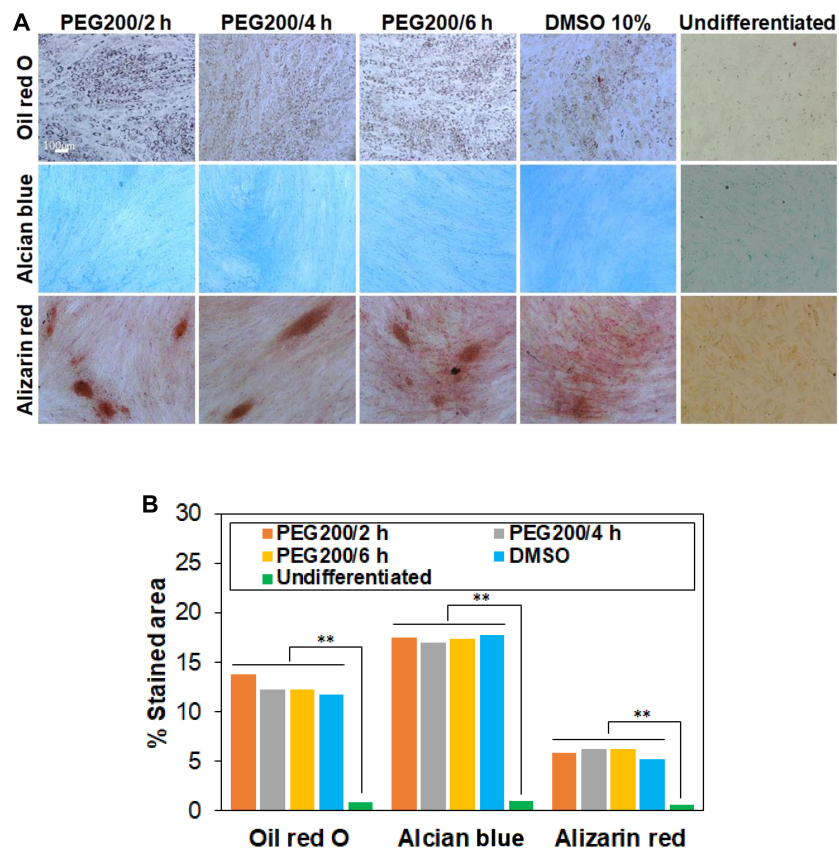 A
PEG200/2 h PEG200/4 h PEG200/6 h DMSO 10% Undifferentiated
Oil red O
100µm
Alcian blue
Alizarin red
B
% Stained area
30
25
20
15
10
5
0
PEG200/2 h PEG200/4 h
PEG200/6 h DMSO
Undifferentiated
**
**
**
Oil red O Alcian blue Alizarin red